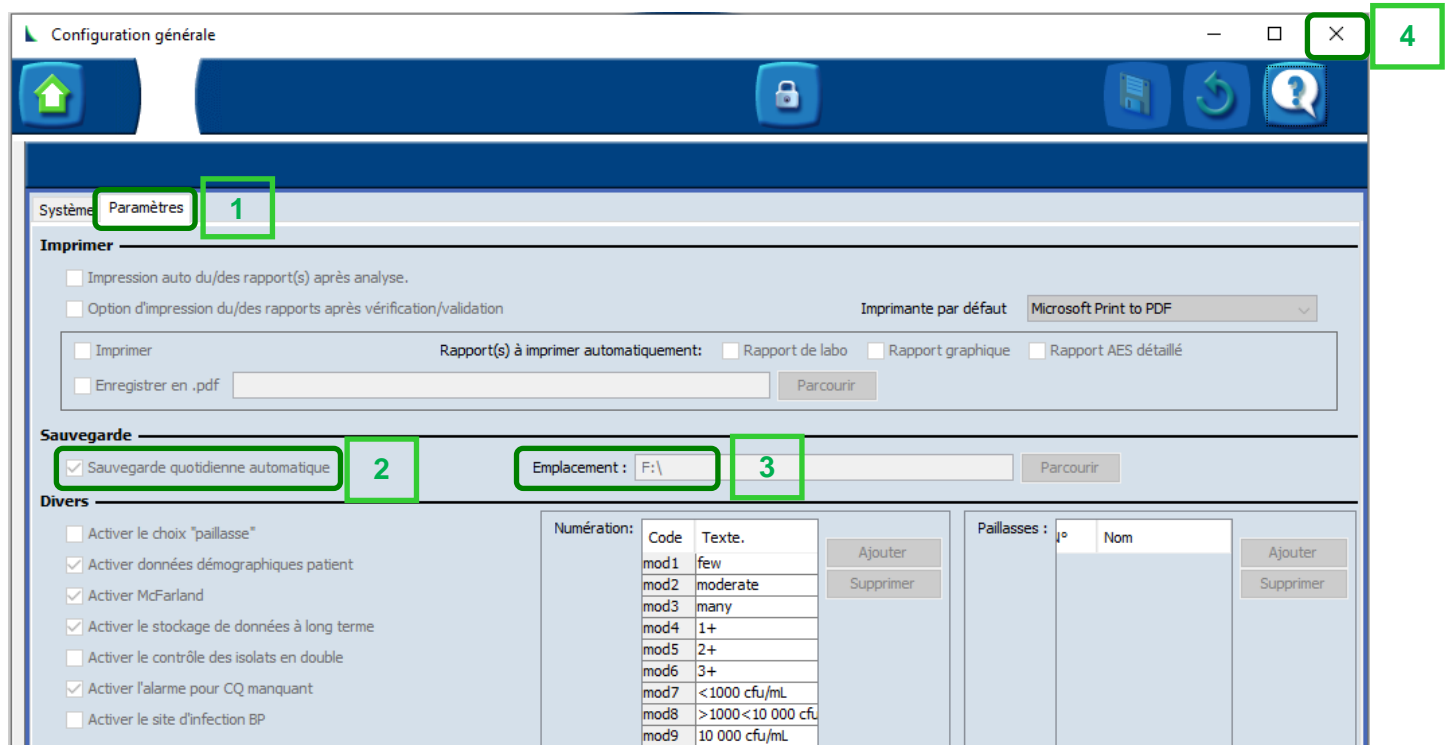 Configuration générale
4
Système
Paramètres
1
Imprimer
Impression auto du/des rapport(s) après analyse.
Option d'impression du/des rapports après vérification/validation
Imprimante par défaut
Microsoft Print to PDF
Imprimer
Rapport(s) à imprimer automatiquement:
Rapport de labo
Rapport graphique
Rapport AES détaillé
Enregistrer en .pdf
Parcourir
Sauvegarde
Sauvegarde quotidienne automatique
2
Emplacement :
F:\
3
Parcourir
Divers
Activer le choix "paillasse"
Activer données démographiques patient
Activer McFarland
Activer le stockage de données à long terme
Activer le contrôle des isolats en double
Activer l'alarme pour CQ manquant
Activer le site d'infection BP
Numération:
Code Texte.
mod1 few
mod2 moderate
mod3 many
mod4 1+
mod5 2+
mod6 3+
mod7 <1000 cfu/mL
mod8 >1000<10 000 cfu
mod9 10 000 cfu/mL
Ajouter
Supprimer
Paillasses :
Nom
Ajouter
Supprimer